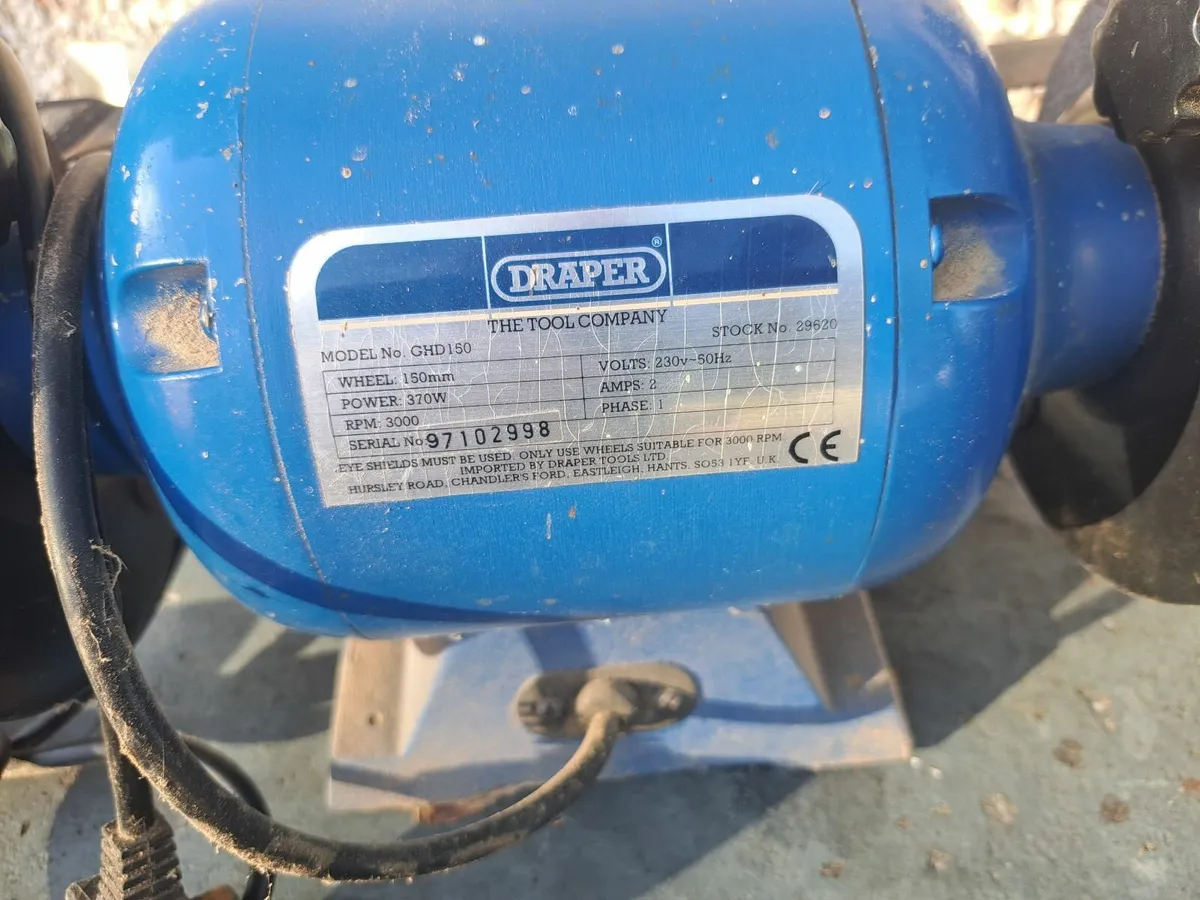 DRAPER ®
THE TOOL COMPANY
MODEL No. GHD150 STOCK No. 29620
WHEEL: 150mm VOLTS: 230v~50Hz
POWER: 370W AMPS: 2
RPM: 3000 PHASE: 1
SERIAL No 97102998
EYE SHIELDS MUST BE USED. ONLY USE WHEELS SUITABLE FOR 3000 RPM
IMPORTED BY DRAPER TOOLS LTD
HURSLEY ROAD, CHANDLER'S FORD, EASTLEIGH, HANTS. SO53 1YF. U.K.
CE